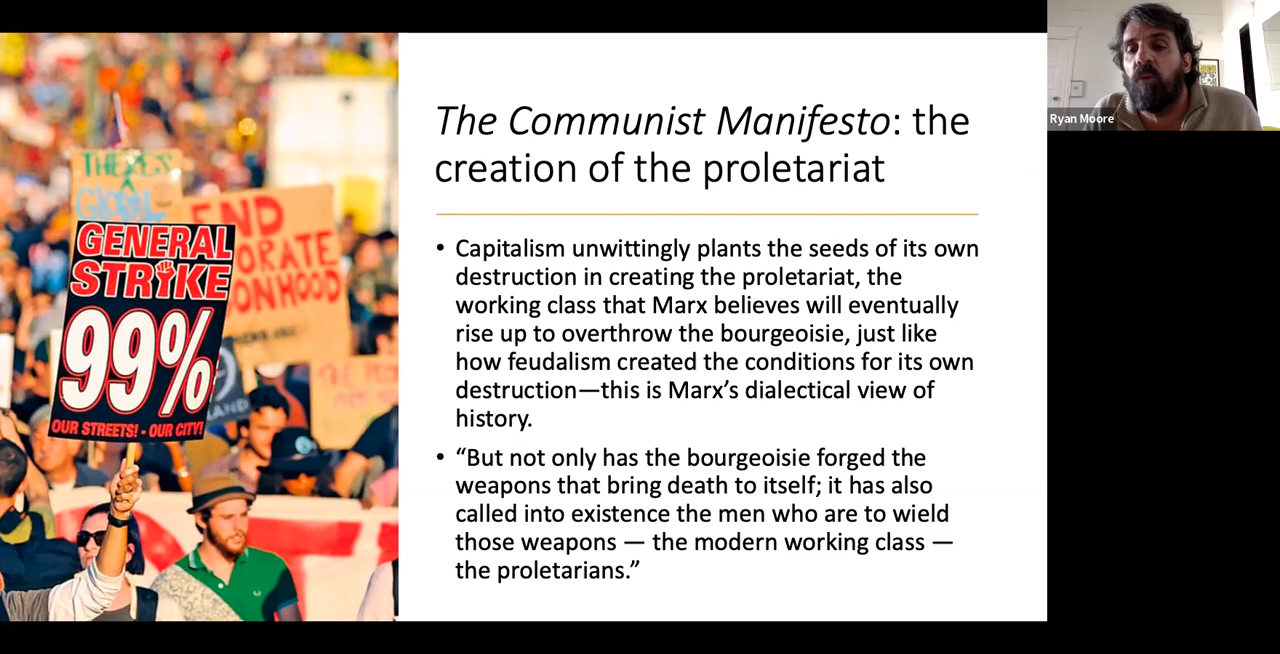 THERE'S
GLOBAL
END
ORATE
ONHOOD
GENERAL
STRIKE
99%
OUR STREETS! - OUR CITY!
LAND
The Communist Manifesto: the
creation of the proletariat
• Capitalism unwittingly plants the seeds of its own
destruction in creating the proletariat, the
working class that Marx believes will eventually
rise up to overthrow the bourgeoisie, just like
how feudalism created the conditions for its own
destruction—this is Marx’s dialectical view of
history.
• “But not only has the bourgeoisie forged the
weapons that bring death to itself; it has also
called into existence the men who are to wield
those weapons — the modern working class —
the proletarians.”
Ryan Moore